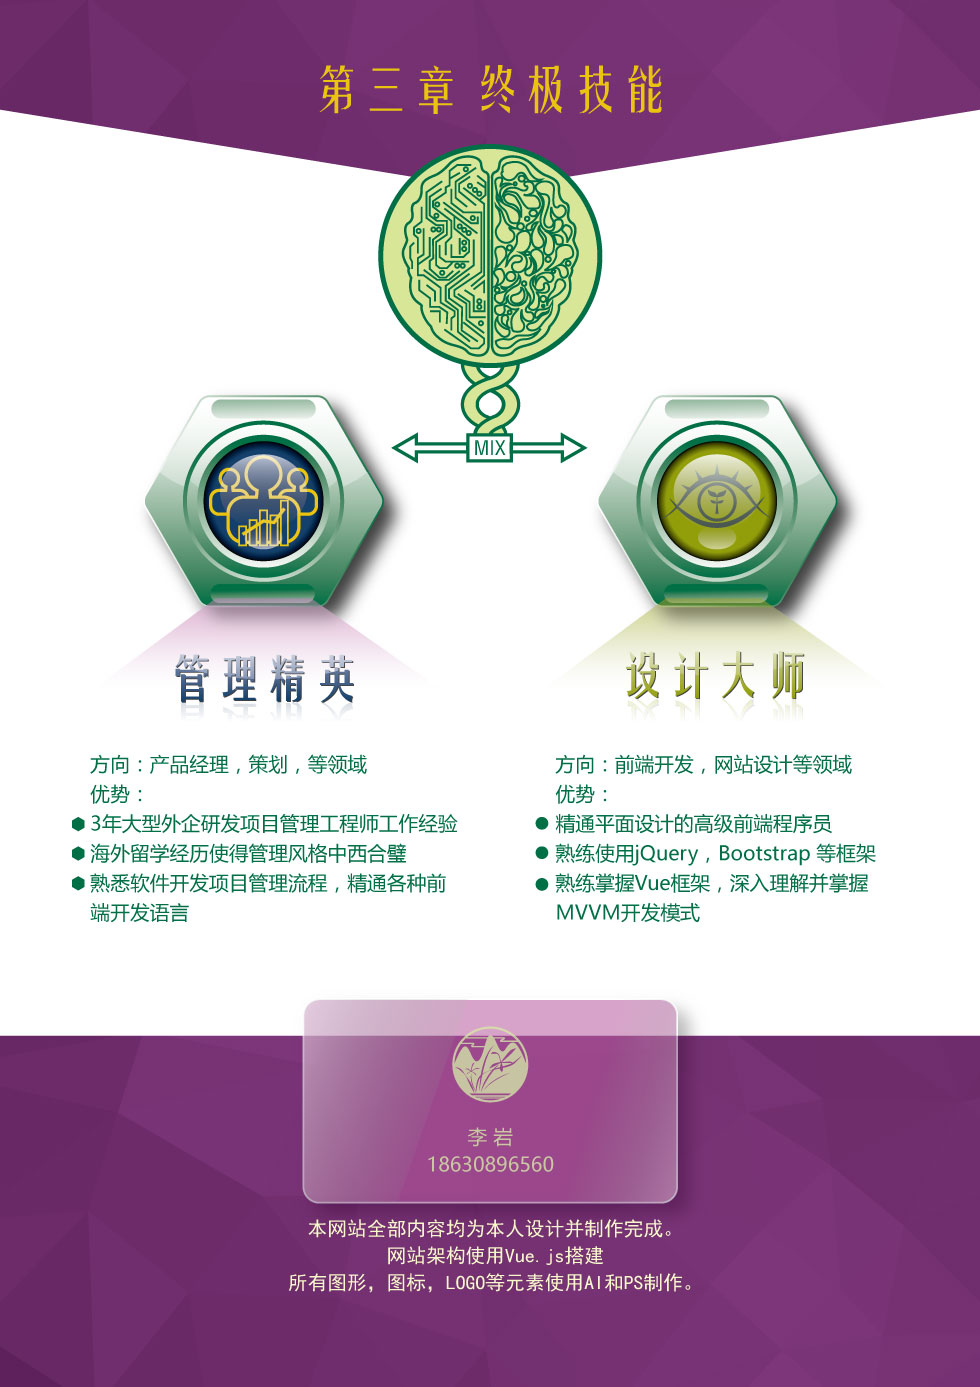 第三章 终极技能
MIX
管理精英
设计大师
方向：产品经理，策划，等领域
优势：
3年大型外企研发项目管理工程师工作经验
海外留学经历使得管理风格中西合璧
熟悉软件开发项目管理流程，精通各种前
端开发语言
方向：前端开发，网站设计等领域
优势：
精通平面设计的高级前端程序员
熟练使用jQuery，Bootstrap 等框架
熟练掌握Vue框架，深入理解并掌握
MVVM开发模式
李岩
18630896560
本网站全部内容均为本人设计并制作完成。
网站架构使用Vue.js搭建
所有图形，图标，LOGO等元素使用AI和PS制作。